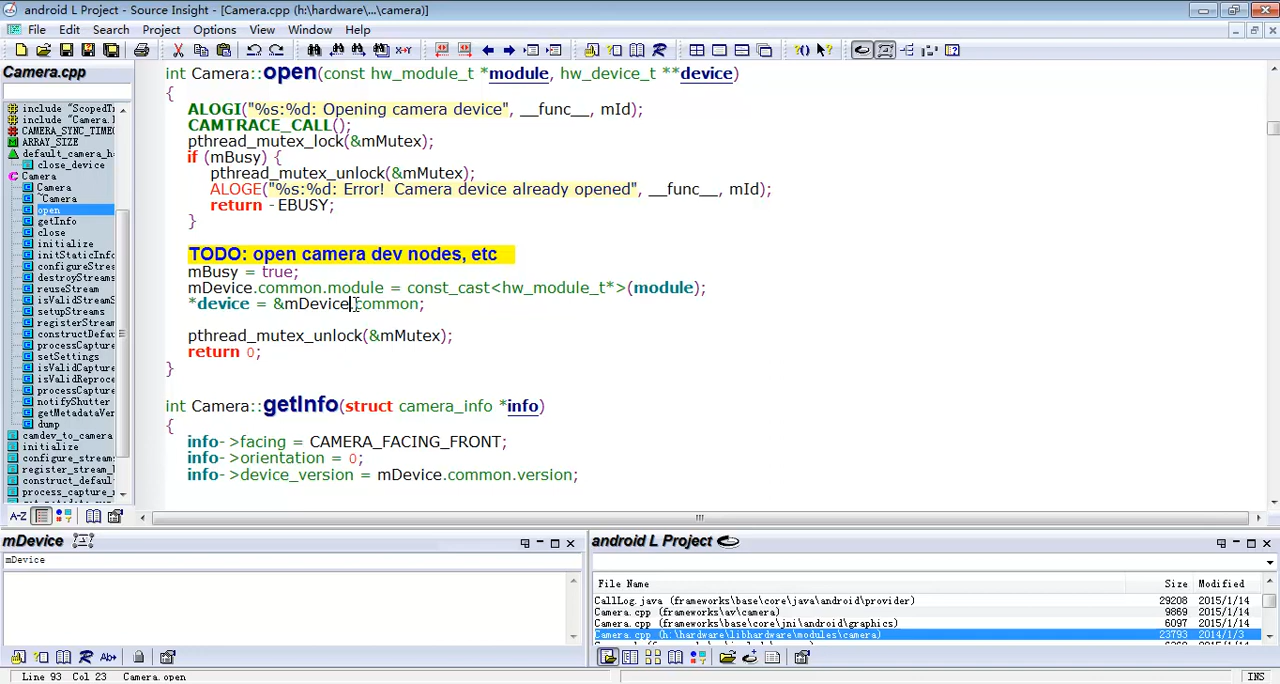 android L Project - Source Insight - [Camera.cpp (h:\hardware\...\camera)]
File Edit Search Project Options View Window Help
Camera.cpp
include "ScopedT
include "Camera.
CAMERA_SYNC_TIME
ARRAY_SIZE
default_camera_h
close_device
Camera
Camera
~Camera
open
getInfo
close
initialize
initStaticInfo
configureStrea
destroyStreams
reuseStream
isValidStreamS
setupStreams
registerStream
constructDefau
processCapture
setSettings
isValidCapture
isValidReproce
processCapture
notifyShutter
getMetadataVer
dump
camdev_to_camera
initialize
configure_stream
register_stream_
construct_defaul
process_capture_
int Camera::open(const hw_module_t *module, hw_device_t **device)
{
ALOGI("%s:%d: Opening camera device", __func__, mId);
CAMTRACE_CALL();
pthread_mutex_lock(&mMutex);
if (mBusy) {
pthread_mutex_unlock(&mMutex);
ALOGE("%s:%d: Error! Camera device already opened", __func__, mId);
return -EBUSY;
}
TODO: open camera dev nodes, etc
mBusy = true;
mDevice.common.module = const_cast<hw_module_t*>(module);
*device = &mDevice.common;
pthread_mutex_unlock(&mMutex);
return 0;
}
int Camera::getInfo(struct camera_info *info)
{
info->facing = CAMERA_FACING_FRONT;
info->orientation = 0;
info->device_version = mDevice.common.version;
A-Z
mDevice
mDevice
android L Project
File Name Size Modified
CallLog.java (frameworks\base\core\java\android\provider) 29208 2015/1/14
Camera.cpp (frameworks\av\camera) 9869 2015/1/14
Camera.cpp (frameworks\base\core\jni\android\graphics) 6097 2015/1/14
Camera.cpp (h:\hardware\libhardware\modules\camera) 23793 2014/1/3
Line 93 Col 23 Camera.open INS